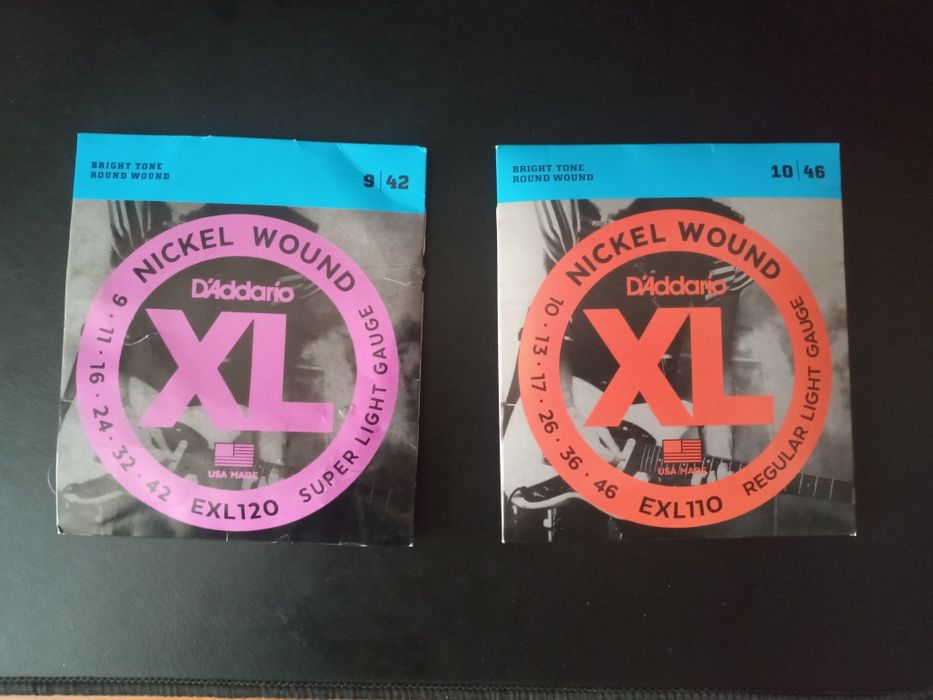 BRIGHT TONE
ROUND WOUND
9 | 42
NICKEL WOUND
D'Addario
XL
USA MADE
9 · 11 · 16 · 24 · 32 · 42
EXL120
SUPER LIGHT GAUGE
BRIGHT TONE
ROUND WOUND
10 | 46
NICKEL WOUND
D'Addario
XL
USA MADE
10 · 13 · 17 · 26 · 36 · 46
EXL110
REGULAR LIGHT GAUGE